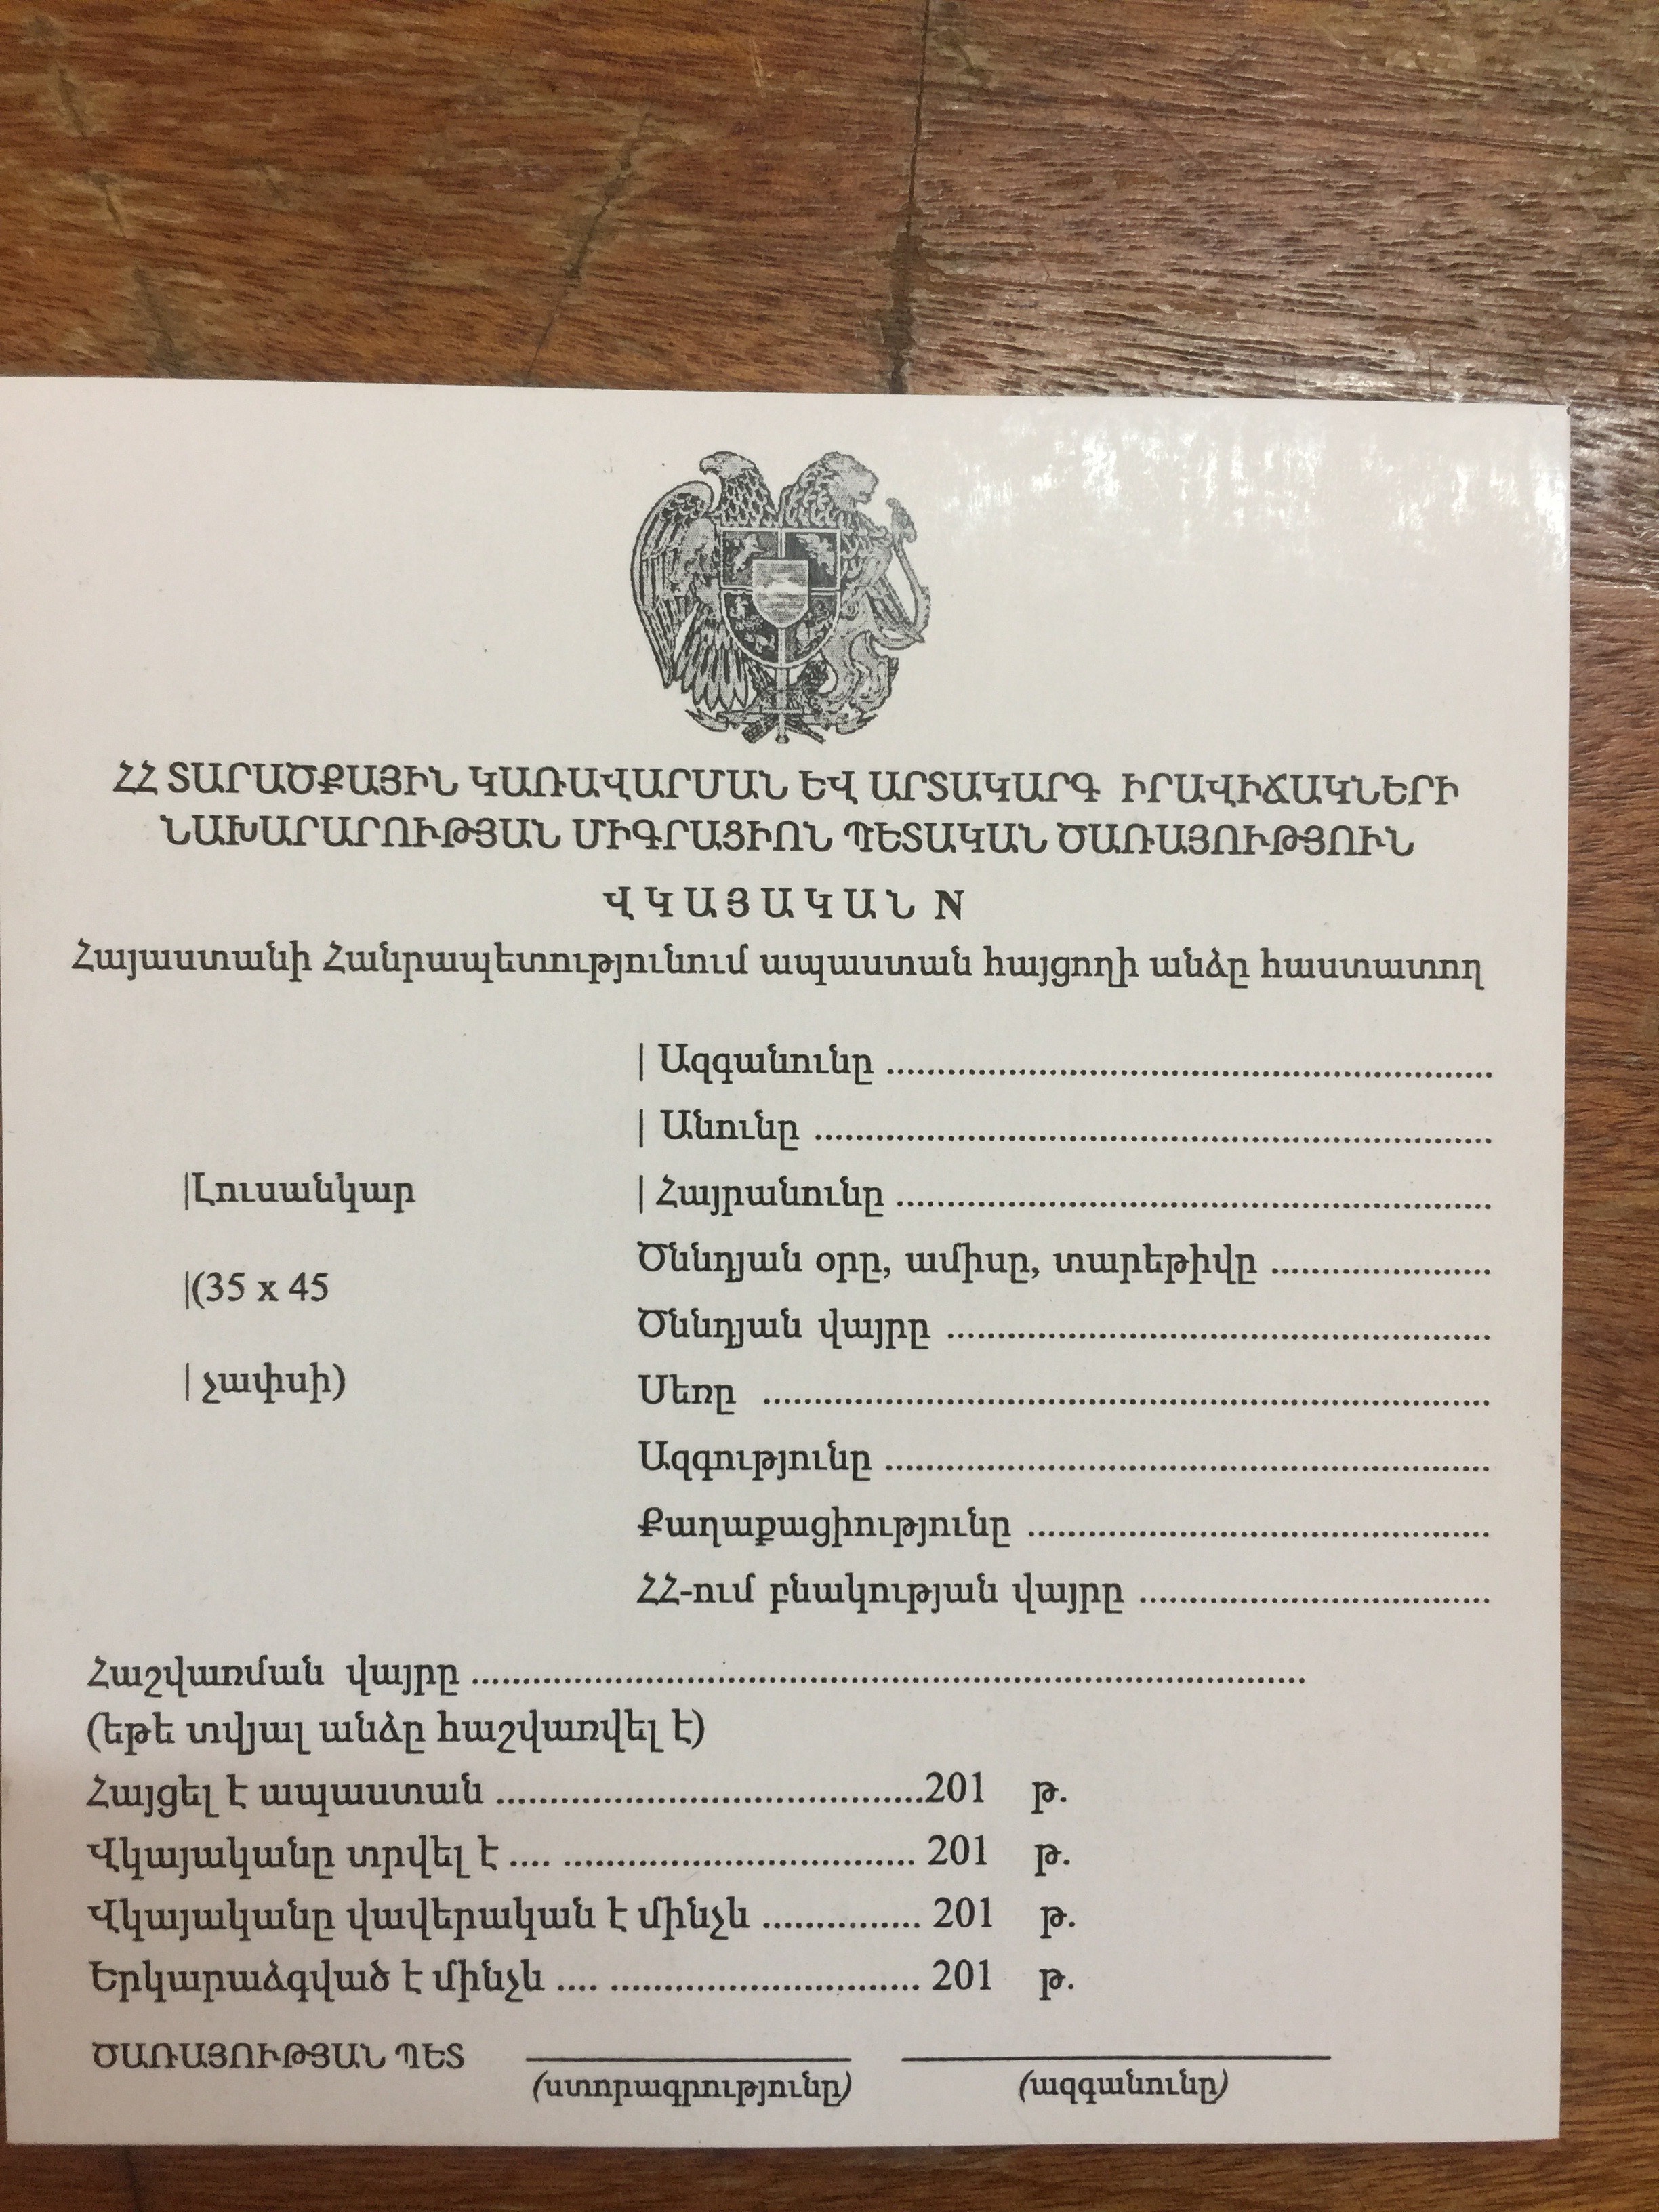 ՀՀ ՏԱՐԱԾՔԱՅԻՆ ԿԱՌԱՎԱՐՄԱՆ ԵՎ ԱՐՏԱԿԱՐԳ ԻՐԱՎԻՃԱԿՆԵՐԻ
ՆԱԽԱՐԱՐՈՒԹՅԱՆ ՄԻԳՐԱՑԻՈՆ ՊԵՏԱԿԱՆ ԾԱՌԱՅՈՒԹՅՈՒՆ
Վ Կ Ա Յ Ա Կ Ա Ն N
Հայաստանի Հանրապետությունում ապաստան հայցողի անձը հաստատող
| Ազգանունը ............................................................
| Անունը ...................................................................
|Լուսանկար
| Հայրանունը ...........................................................
Ծննդյան օրը, ամիսը, տարեթիվը ......................
|(35 x 45
Ծննդյան վայրը ......................................................
| չափսի)
Սեռը ........................................................................
Ազգությունը ............................................................
Քաղաքացիությունը ..............................................
ՀՀ-ում բնակության վայրը ...................................
Հաշվառման վայրը ...................................................................................
(եթե տվյալ անձը հաշվառվել է)
Հայցել է ապաստան ..........................................201 թ.
Վկայականը տրվել է .... ................................... 201 թ.
Վկայականը վավերական է մինչև ................ 201 թ.
Երկարաձգված է մինչև .... ............................... 201 թ.
ԾԱՌԱՅՈՒԹՅԱՆ ՊԵՏ ________________ _____________________
(ստորագրությունը) (ազգանունը)